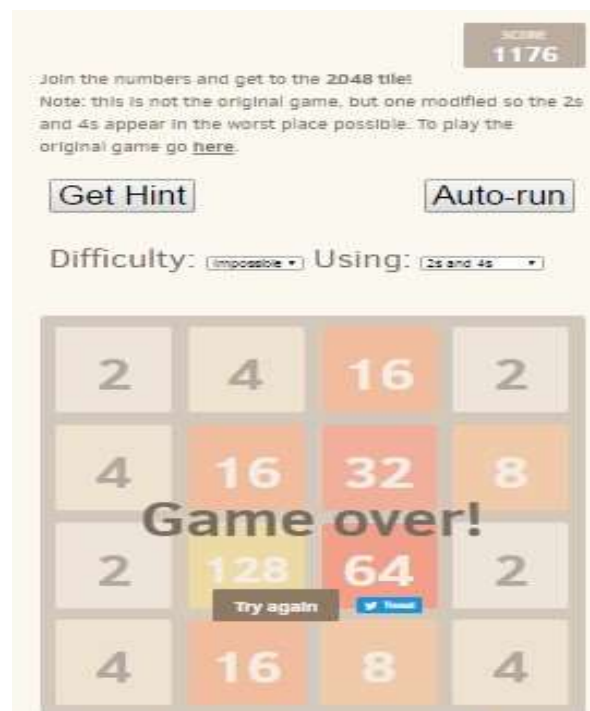 SCORE
1176
Join the numbers and get to the 2048 tile!
Note: this is not the original game, but one modified so the 2s
and 4s appear in the worst place possible. To play the
original game go here.
Get Hint Auto-run
Difficulty: Impossible Using: 2s and 4s
2 4 16 2
4 16 32 8
Game over!
2 128 64 2
Try again Tweet
4 16 8 4